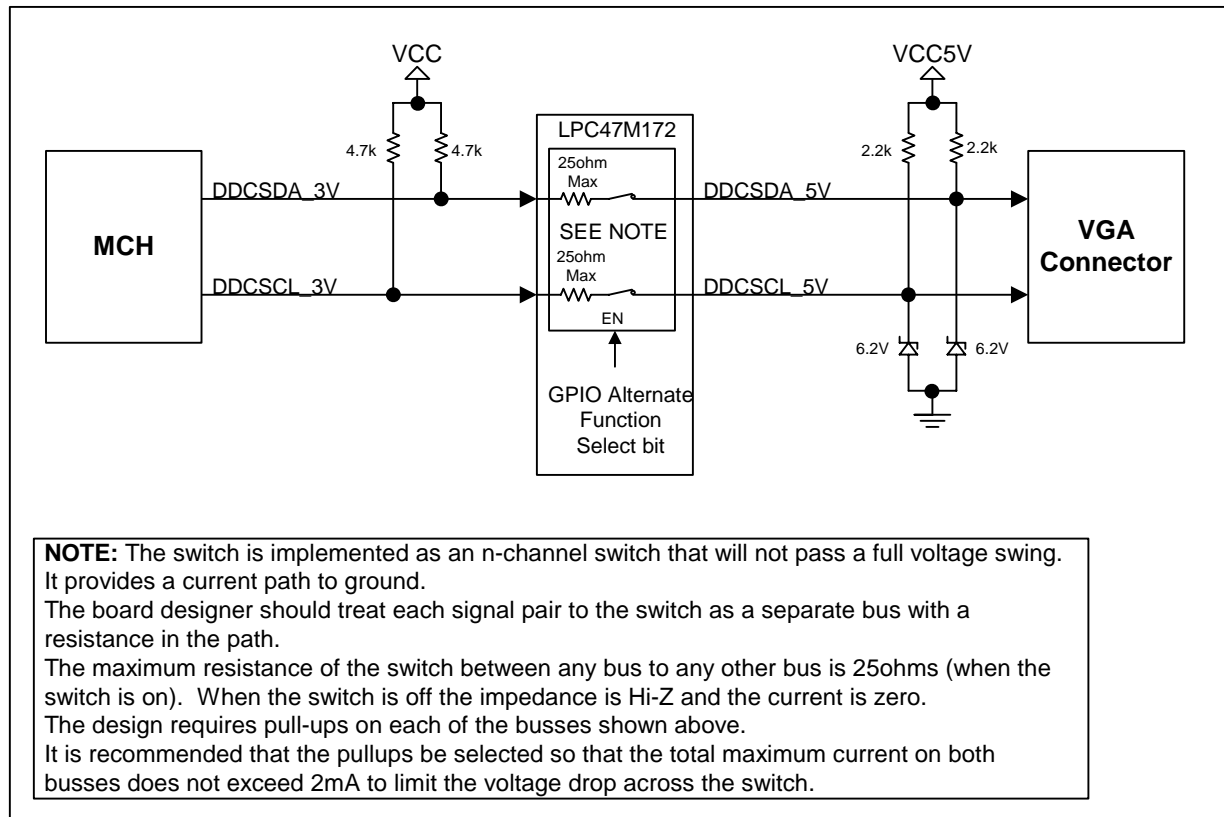 VCC
VCC5V
LPC47M172
4.7k
4.7k
25ohm
Max
2.2k
2.2k
DDCSDA_3V
DDCSDA_5V
MCH
SEE NOTE
VGA
Connector
25ohm
Max
DDCSCL_3V
DDCSCL_5V
EN
6.2V
6.2V
GPIO Alternate
Function
Select bit
NOTE: The switch is implemented as an n-channel switch that will not pass a full voltage swing.
It provides a current path to ground.
The board designer should treat each signal pair to the switch as a separate bus with a
resistance in the path.
The maximum resistance of the switch between any bus to any other bus is 25ohms (when the
switch is on). When the switch is off the impedance is Hi-Z and the current is zero.
The design requires pull-ups on each of the busses shown above.
It is recommended that the pullups be selected so that the total maximum current on both
busses does not exceed 2mA to limit the voltage drop across the switch.